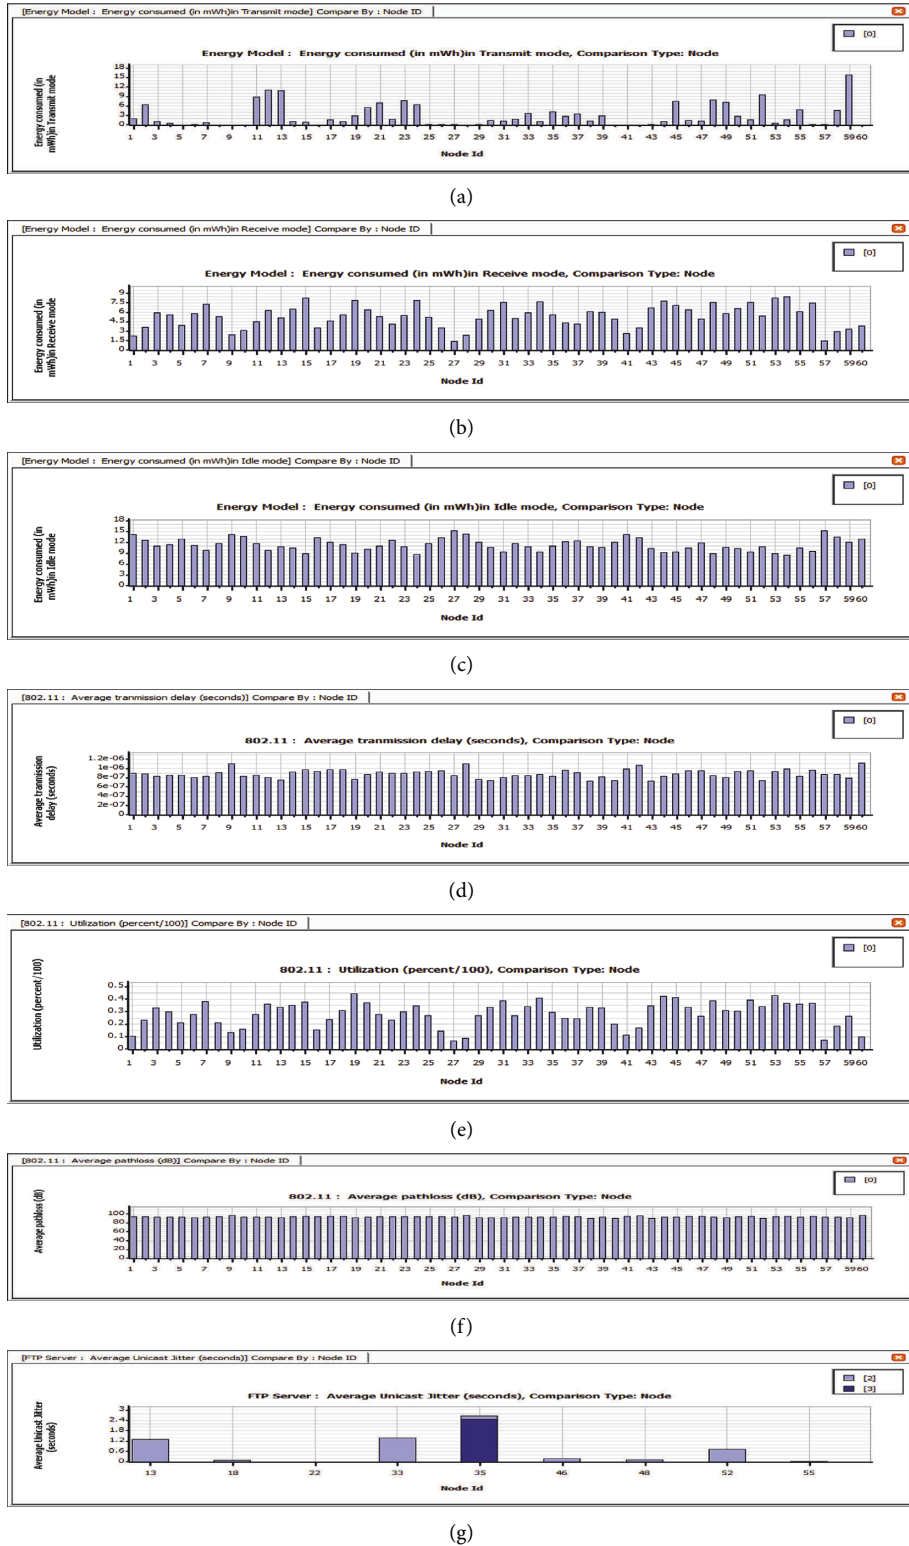 [Energy Model : Energy consumed (in mWh)in Transmit mode] Compare By : Node ID
[0]
Energy Model : Energy consumed (in mWh)in Transmit mode, Comparison Type: Node
Energy consumed (in
mWh)in Transmit mode
18
15
12
9
6
3
0
1 3 5 7 9 11 13 15 17 19 21 23 25 27 29 31 33 35 37 39 41 43 45 47 49 51 53 55 57 59 60
Node Id
(a)
[Energy Model : Energy consumed (in mWh)in Receive mode] Compare By : Node ID
[0]
Energy Model : Energy consumed (in mWh)in Receive mode, Comparison Type: Node
Energy consumed (in
mWh)in Receive mode
9
7.5
6
4.5
3
1.5
0
1 3 5 7 9 11 13 15 17 19 21 23 25 27 29 31 33 35 37 39 41 43 45 47 49 51 53 55 57 59 60
Node Id
(b)
[Energy Model : Energy consumed (in mWh)in Idle mode] Compare By : Node ID
[0]
Energy Model : Energy consumed (in mWh)in Idle mode, Comparison Type: Node
Energy consumed (in
mWh)in Idle mode
18
15
12
9
6
3
0
1 3 5 7 9 11 13 15 17 19 21 23 25 27 29 31 33 35 37 39 41 43 45 47 49 51 53 55 57 59 60
Node Id
(c)
[802.11 : Average tranmission delay (seconds)] Compare By : Node ID
[0]
802.11 : Average tranmission delay (seconds), Comparison Type: Node
Average tranmission
delay (seconds)
1.2e-06
1e-06
8e-07
6e-07
4e-07
2e-07
0
1 3 5 7 9 11 13 15 17 19 21 23 25 27 29 31 33 35 37 39 41 43 45 47 49 51 53 55 57 59 60
Node Id
(d)
[802.11 : Utilization (percent/100)] Compare By : Node ID
[0]
802.11 : Utilization (percent/100), Comparison Type: Node
Utilization (percent/100)
0.5
0.4
0.3
0.2
0.1
0
1 3 5 7 9 11 13 15 17 19 21 23 25 27 29 31 33 35 37 39 41 43 45 47 49 51 53 55 57 59 60
Node Id
(e)
[802.11 : Average pathloss (dB)] Compare By : Node ID
[0]
802.11 : Average pathloss (dB), Comparison Type: Node
Average pathloss (dB)
100
80
60
40
20
0
1 3 5 7 9 11 13 15 17 19 21 23 25 27 29 31 33 35 37 39 41 43 45 47 49 51 53 55 57 59 60
Node Id
(f)
[FTP Server : Average Unicast Jitter (seconds)] Compare By : Node ID
[2]
[3]
FTP Server : Average Unicast Jitter (seconds), Comparison Type: Node
Average Unicast Jitter
(seconds)
3
2.4
1.8
1.2
0.6
0
13 18 22 33 35 46 48 52 55
Node Id
(g)